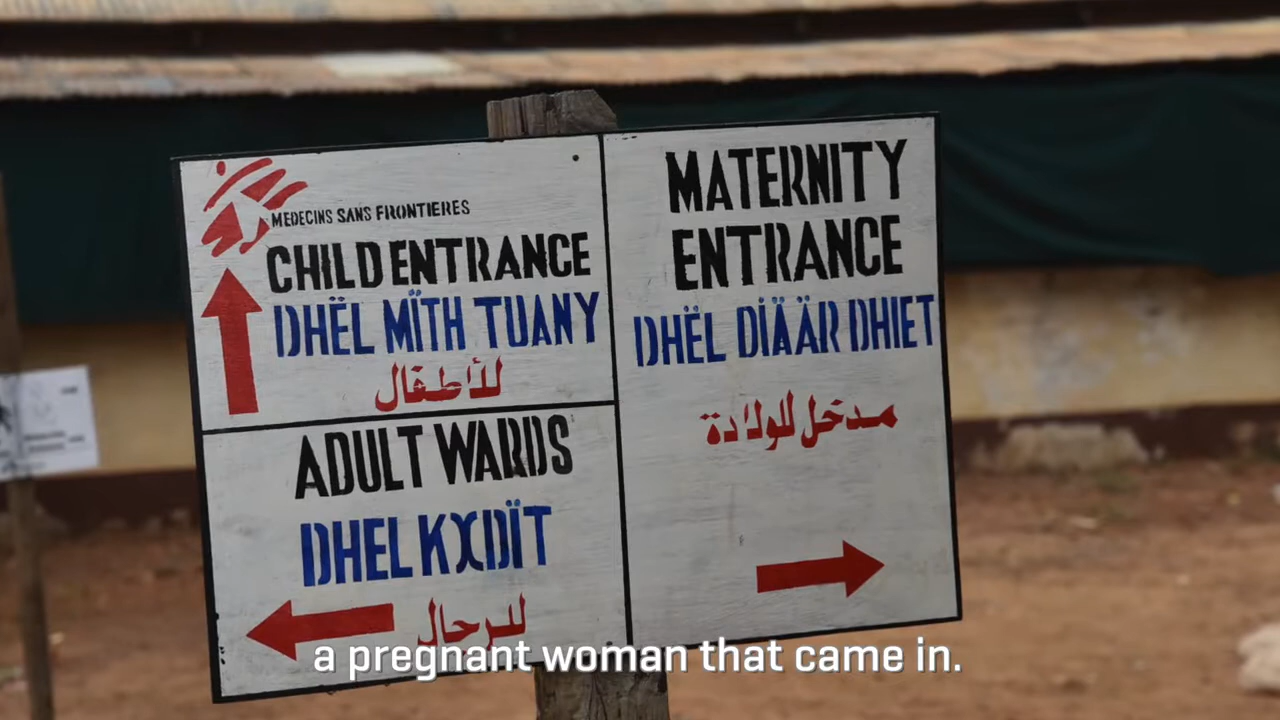 MEDECINS SANS FRONTIERES
CHILD ENTRANCE
DHËL MÏTH TUANY
للأطفال
ADULT WARDS
DHEL KƆCDÏT
للرجال
MATERNITY
ENTRANCE
DHËL DIÄÄR DHIET
مدخل للولادة
a pregnant woman that came in.